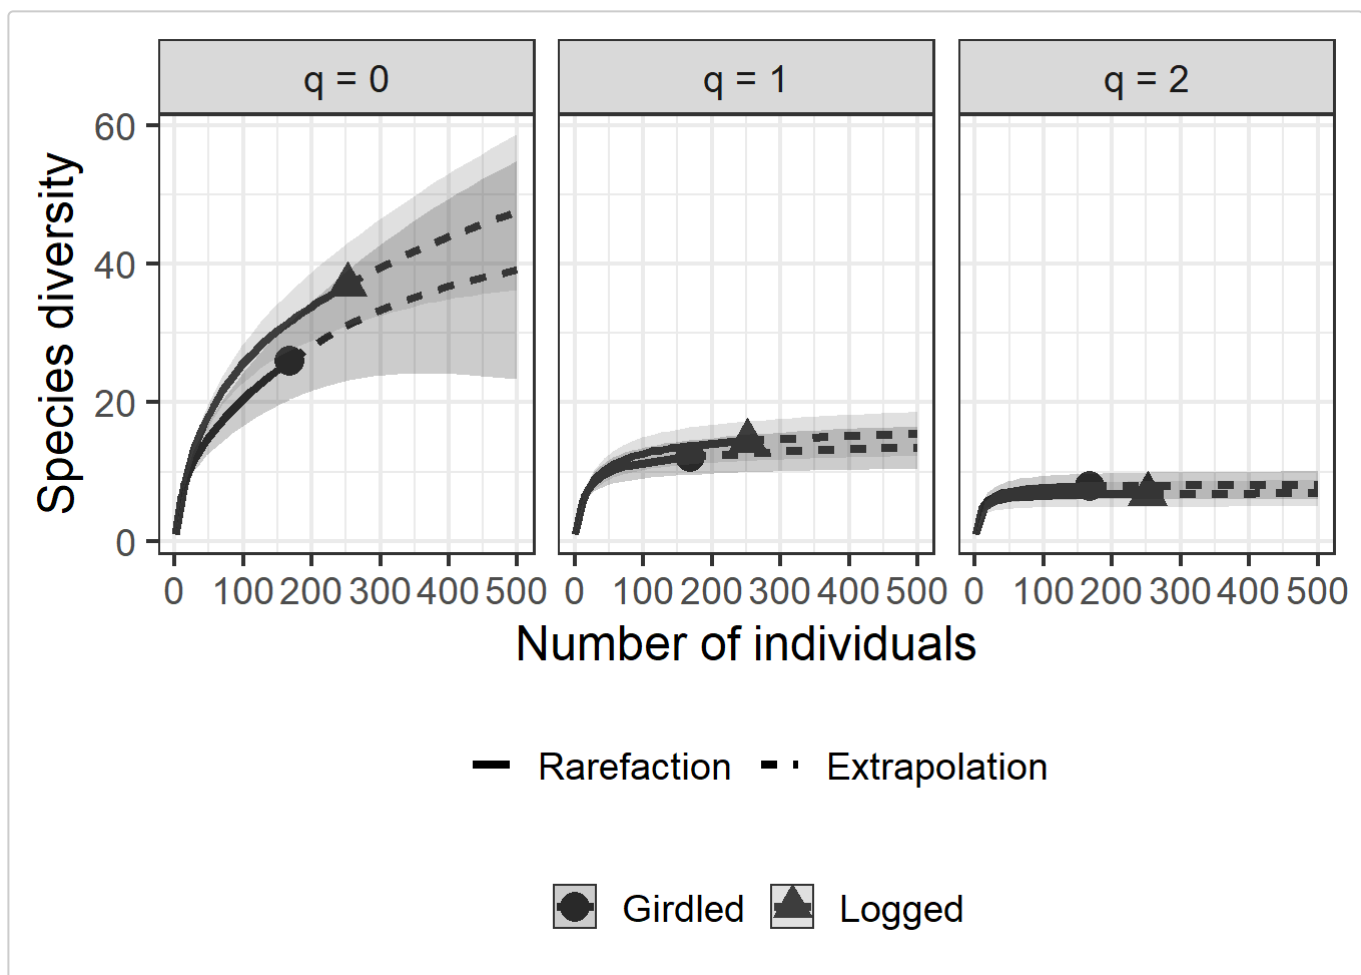 q = 0 q = 1 q = 2
60
40
20
0
Species diversity
0 100 200 300 400 500 0 100 200 300 400 500 0 100 200 300 400 500
Number of individuals
Rarefaction Extrapolation
Girdled Logged